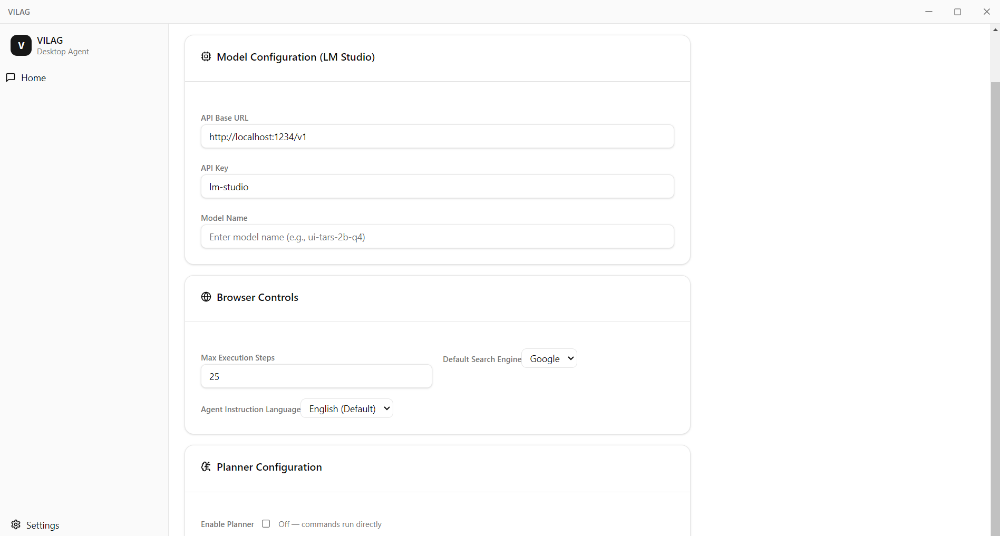 VILAG
V
VILAG
Desktop Agent
Home
Model Configuration (LM Studio)
API Base URL
http://localhost:1234/v1
API Key
lm-studio
Model Name
Enter model name (e.g., ui-tars-2b-q4)
Browser Controls
Max Execution Steps
25
Default Search Engine Google
Agent Instruction Language English (Default)
Planner Configuration
Enable Planner Off — commands run directly
Settings